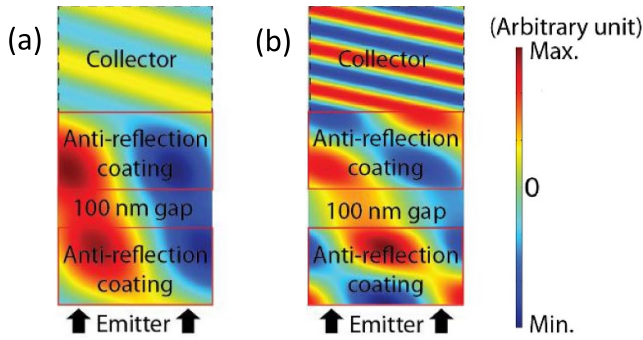 (a)
Collector
Anti-reflection
coating
100 nm gap
Anti-reflection
coating
Emitter
(b)
Collector
Anti-reflection
coating
100 nm gap
Anti-reflection
coating
Emitter
(Arbitrary unit)
Max.
0
Min.